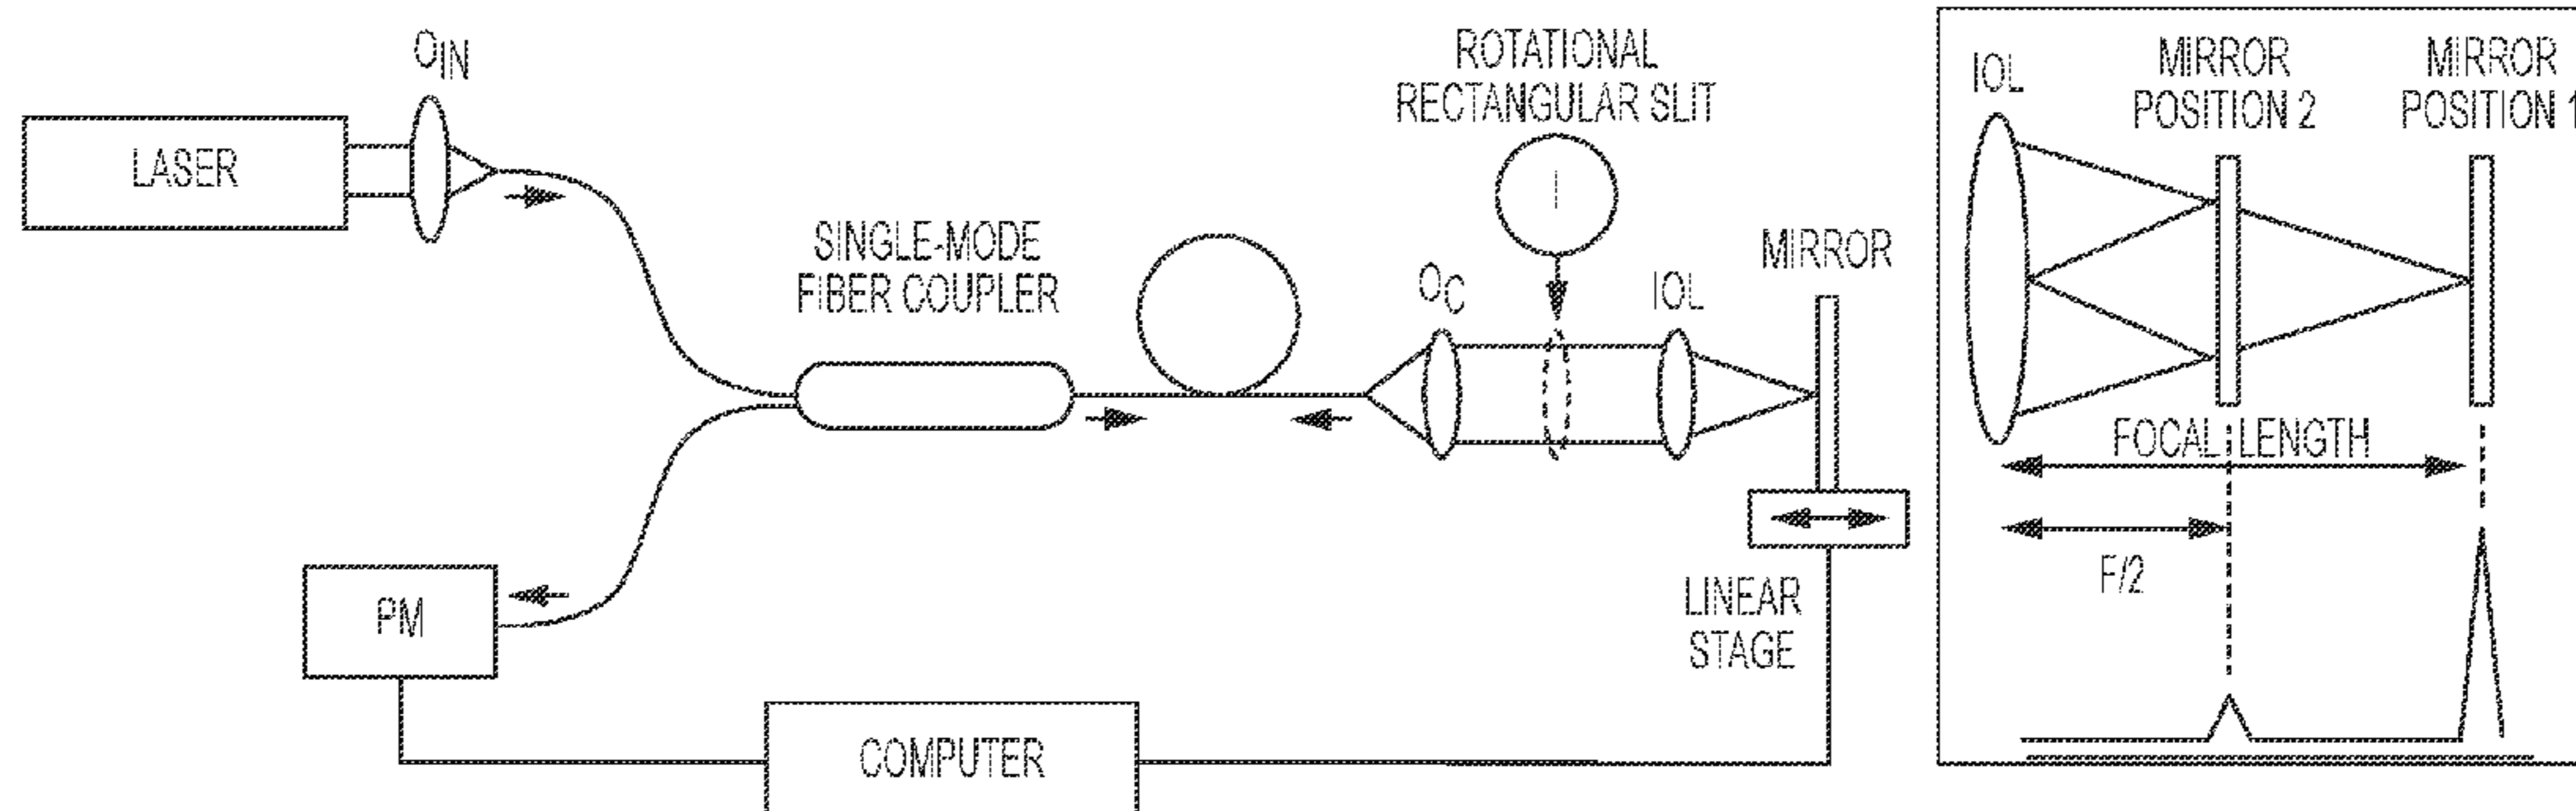 O_IN
LASER
SINGLE-MODE
FIBER COUPLER
ROTATIONAL
RECTANGULAR SLIT
O_C
IOL
MIRROR
LINEAR
STAGE
PM
COMPUTER
IOL
MIRROR
POSITION 2
MIRROR
POSITION 1
FOCAL LENGTH
F/2